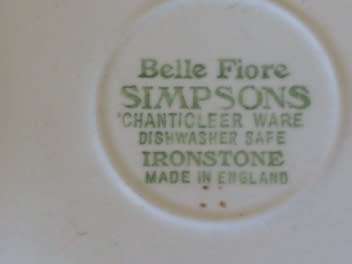 Belle Fiore
SIMPSONS
CHANTICLEER WARE
DISHWASHER SAFE
IRONSTONE
MADE IN ENGLAND